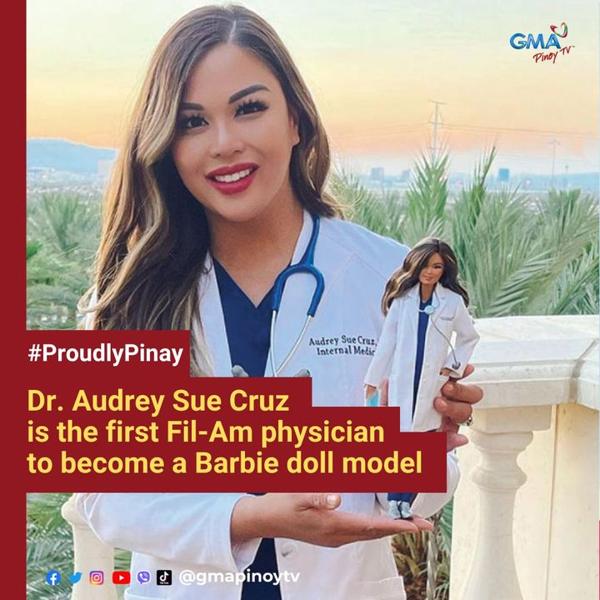 GMA
Pinoy TV
Audrey Sue Cruz,
Internal Medic
#ProudlyPinay
Dr. Audrey Sue Cruz
is the first Fil-Am physician
to become a Barbie doll model
@gmapinoytv